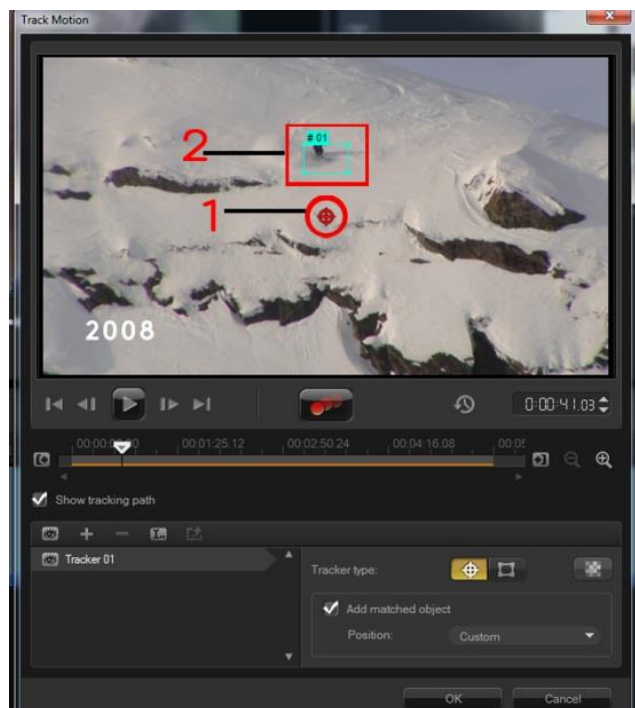 Track Motion
# 01
2
1
2008
0:00:41.03
00:01:25.12
00:02:50.24
00:04:16.08
Show tracking path
Tracker 01
Tracker type:
Add matched object
Position:
Custom
OK
Cancel